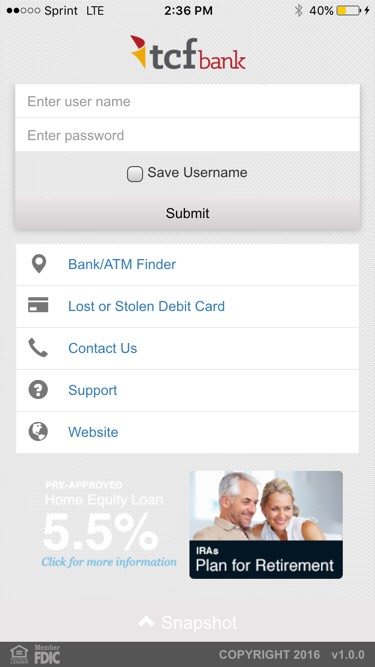 Sprint LTE 2:36 PM 40%
tcf bank
Enter user name
Enter password
Save Username
Submit
Bank/ATM Finder
Lost or Stolen Debit Card
Contact Us
Support
Website
PRE-APPROVED
Home Equity Loan
5.5%
Click for more information
IRAs
Plan for Retirement
Snapshot
Member
FDIC
COPYRIGHT 2016 v1.0.0